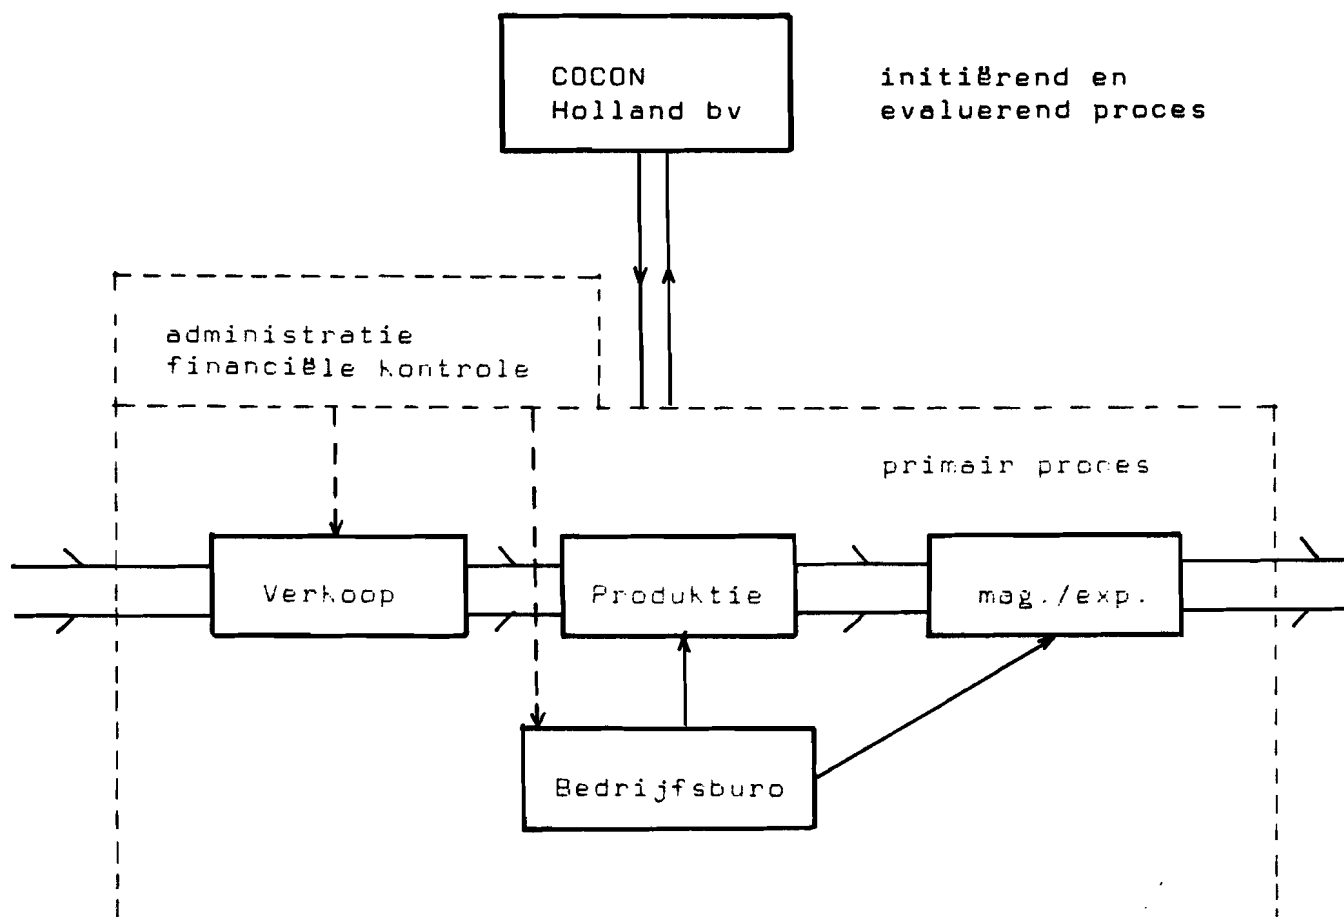 COCON
Holland bv
initiërend en
evaluerend proces
administratie
financiële kontrole
primair proces
Verkoop
Produktie
mag./exp.
Bedrijfsburo